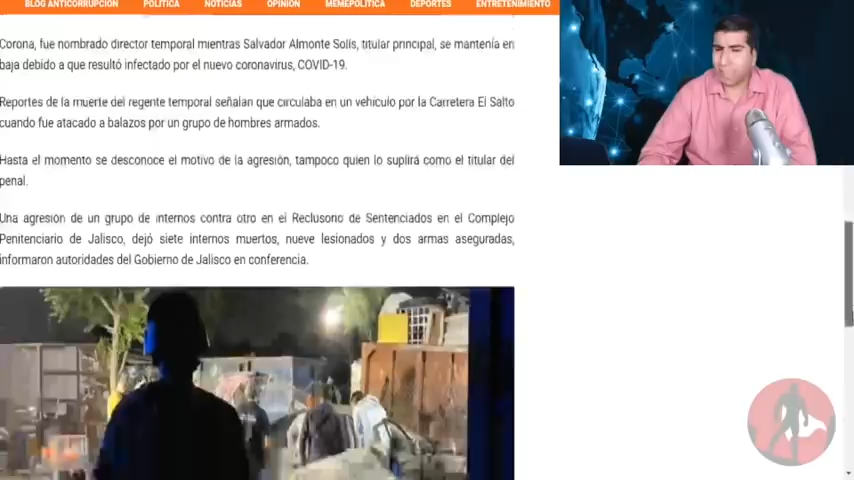 BLOG ANTICORRUPCIÓN POLÍTICA NOTICIAS OPINIÓN MEMEPOLÍTICA DEPORTES ENTRETENIMIENTO
Corona, fue nombrado director temporal mientras Salvador Almonte Solís, titular principal, se mantenía en
baja debido a que resultó infectado por el nuevo coronavirus, COVID-19.
Reportes de la muerte del regente temporal señalan que circulaba en un vehículo por la Carretera El Salto
cuando fue atacado a balazos por un grupo de hombres armados.
Hasta el momento se desconoce el motivo de la agresión, tampoco quien lo suplirá como el titular del
penal.
Una agresión de un grupo de internos contra otro en el Reclusorio de Sentenciados en el Complejo
Penitenciario de Jalisco, dejó siete internos muertos, nueve lesionados y dos armas aseguradas,
informaron autoridades del Gobierno de Jalisco en conferencia.